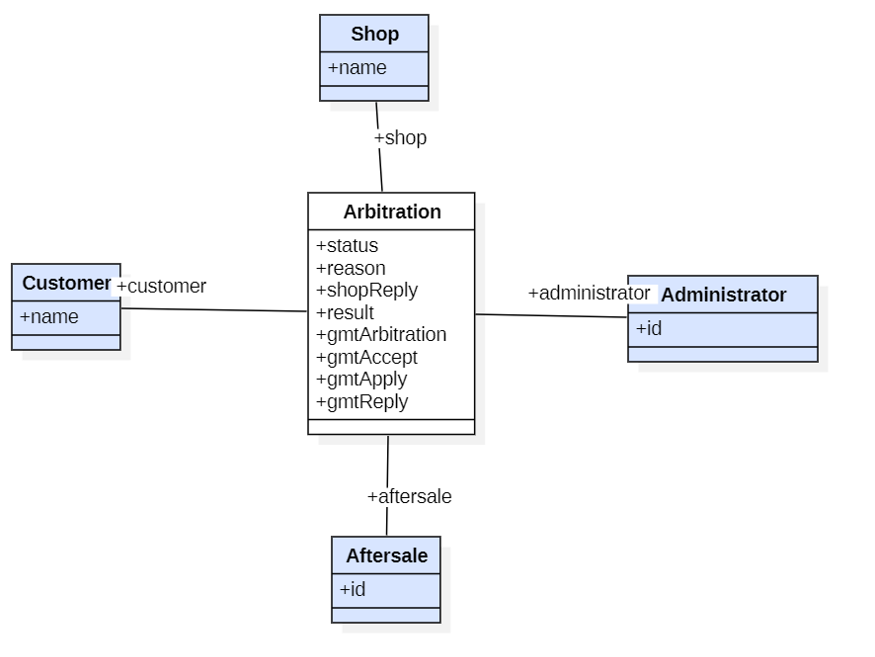 Shop
+name
+shop
Arbitration
+status
+reason
+shopReply
+result
+gmtArbitration
+gmtAccept
+gmtApply
+gmtReply
Customer
+name
+customer
+administrator
Administrator
+id
+aftersale
Aftersale
+id